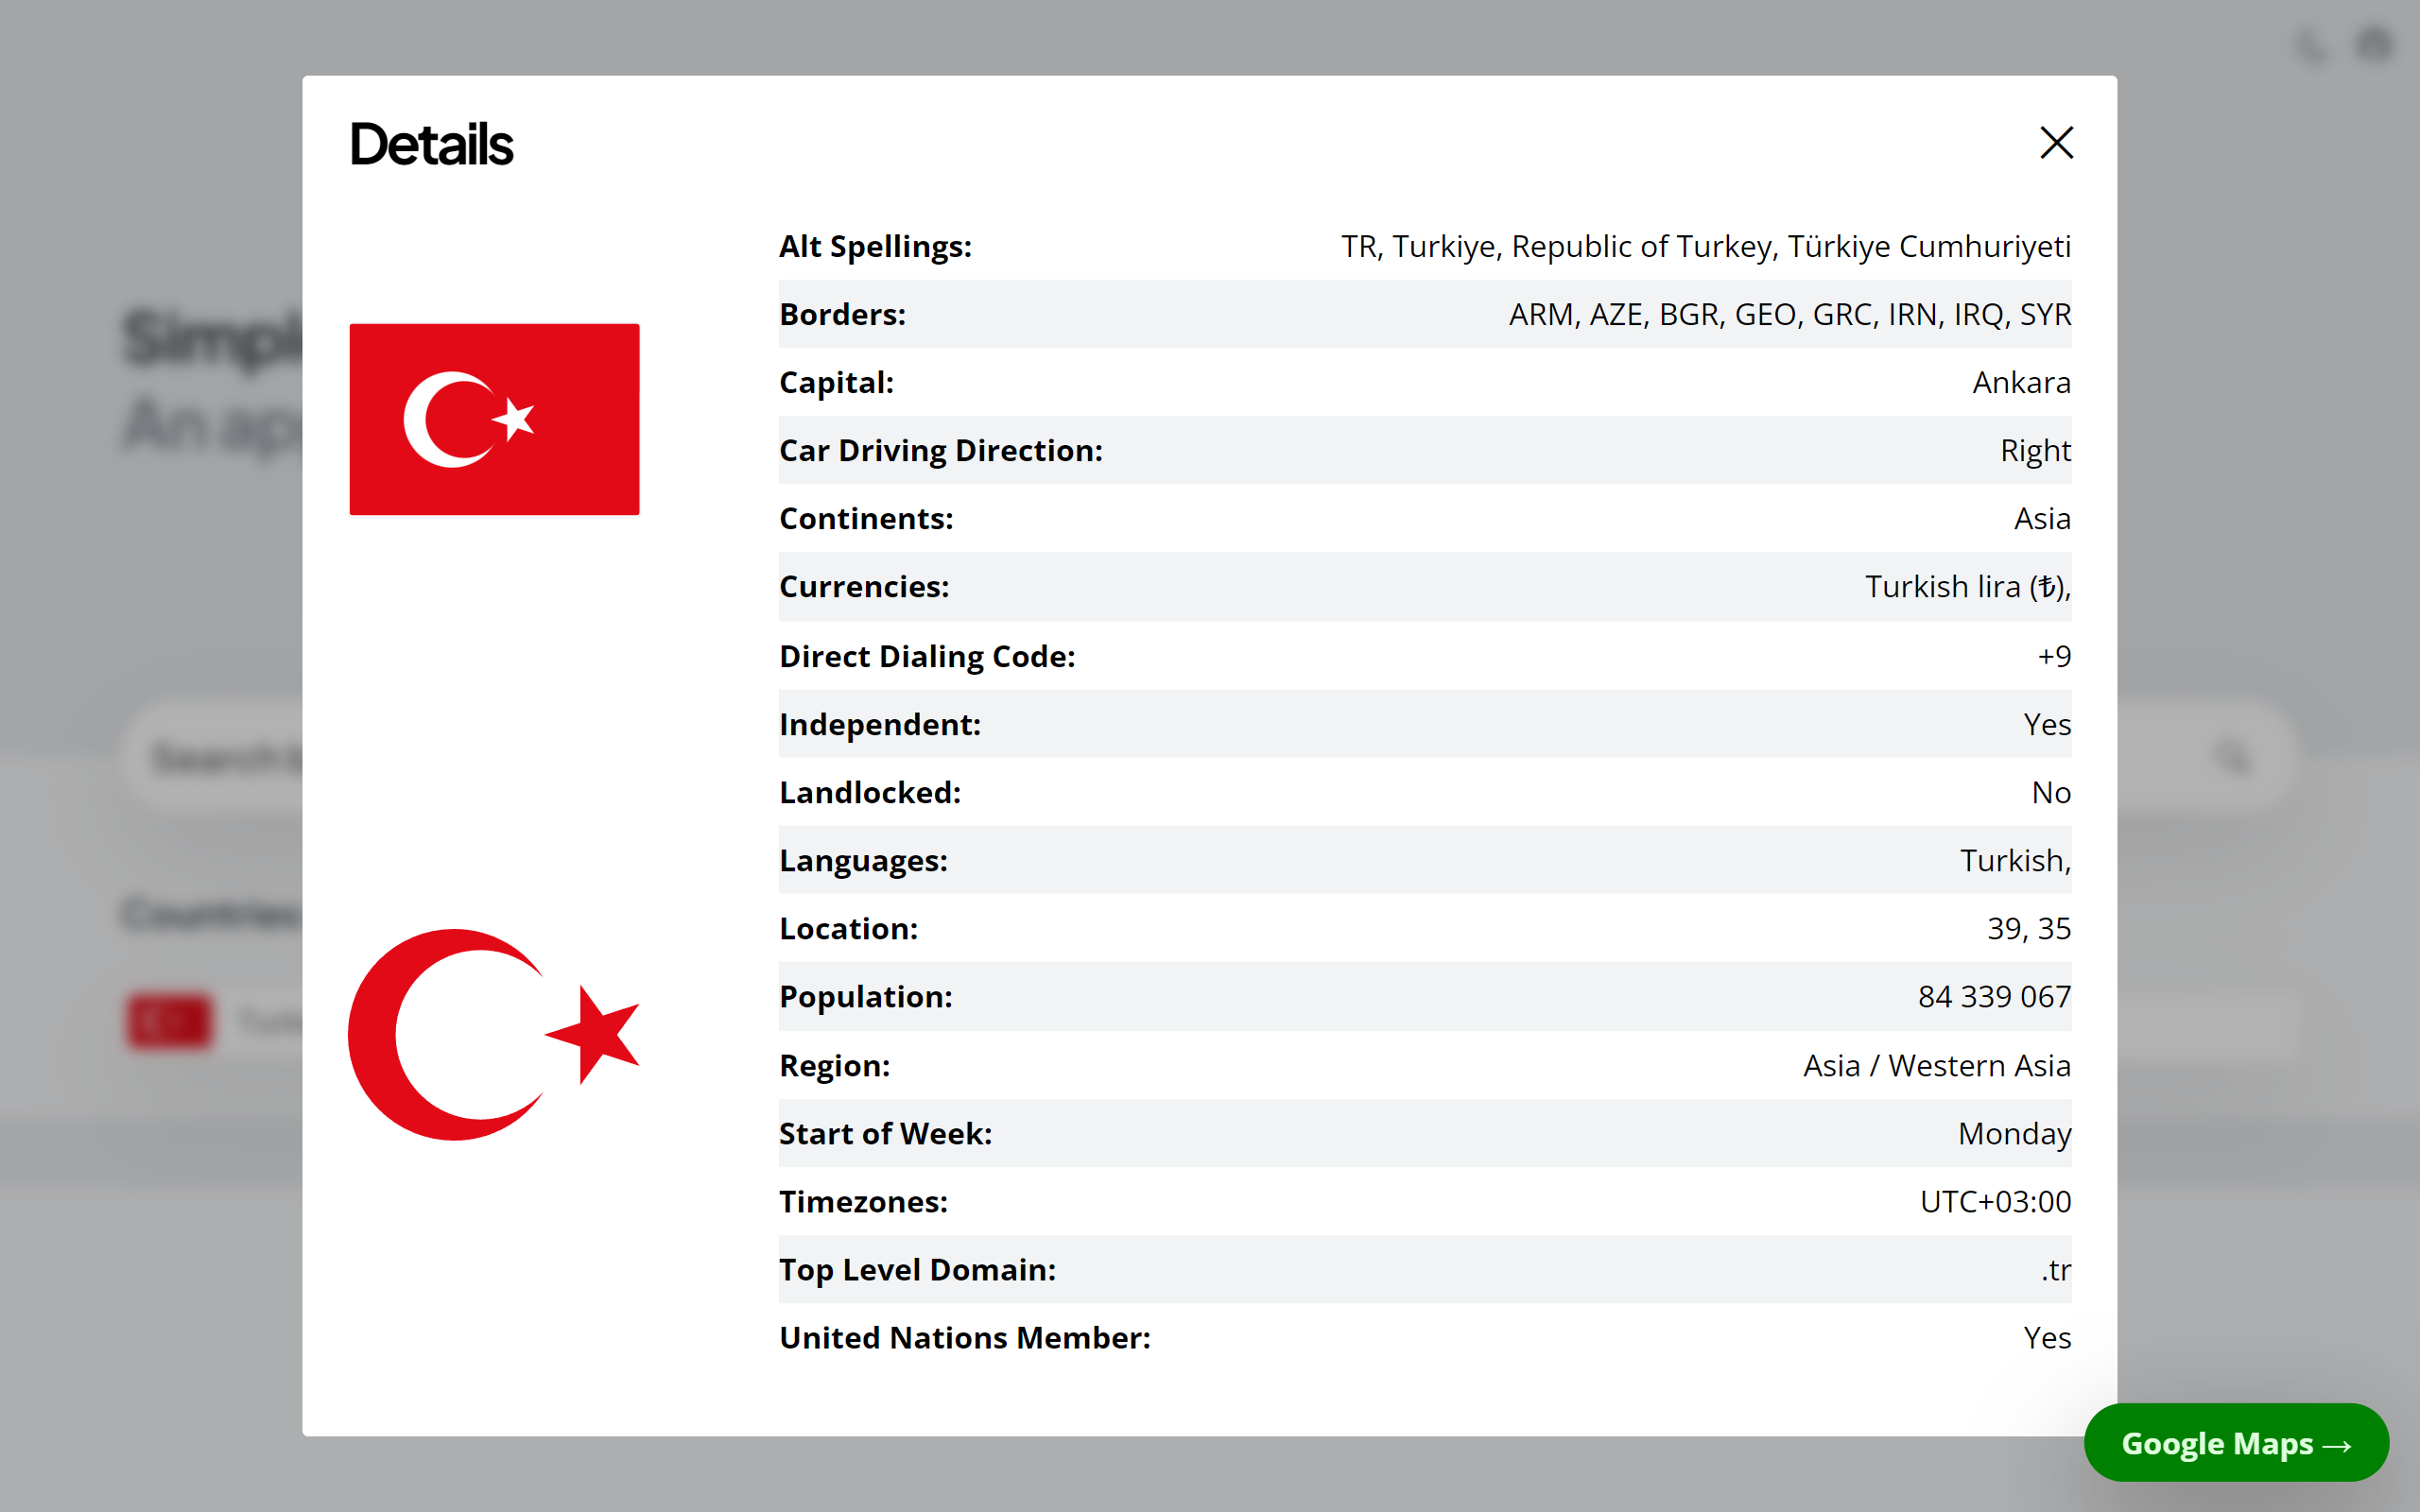 Details
Alt Spellings: TR, Turkiye, Republic of Turkey, Türkiye Cumhuriyeti
Borders: ARM, AZE, BGR, GEO, GRC, IRN, IRQ, SYR
Capital: Ankara
Car Driving Direction: Right
Continents: Asia
Currencies: Turkish lira (₺),
Direct Dialing Code: +9
Independent: Yes
Landlocked: No
Languages: Turkish,
Location: 39, 35
Population: 84 339 067
Region: Asia / Western Asia
Start of Week: Monday
Timezones: UTC+03:00
Top Level Domain: .tr
United Nations Member: Yes
Google Maps →
An
Search
Countries